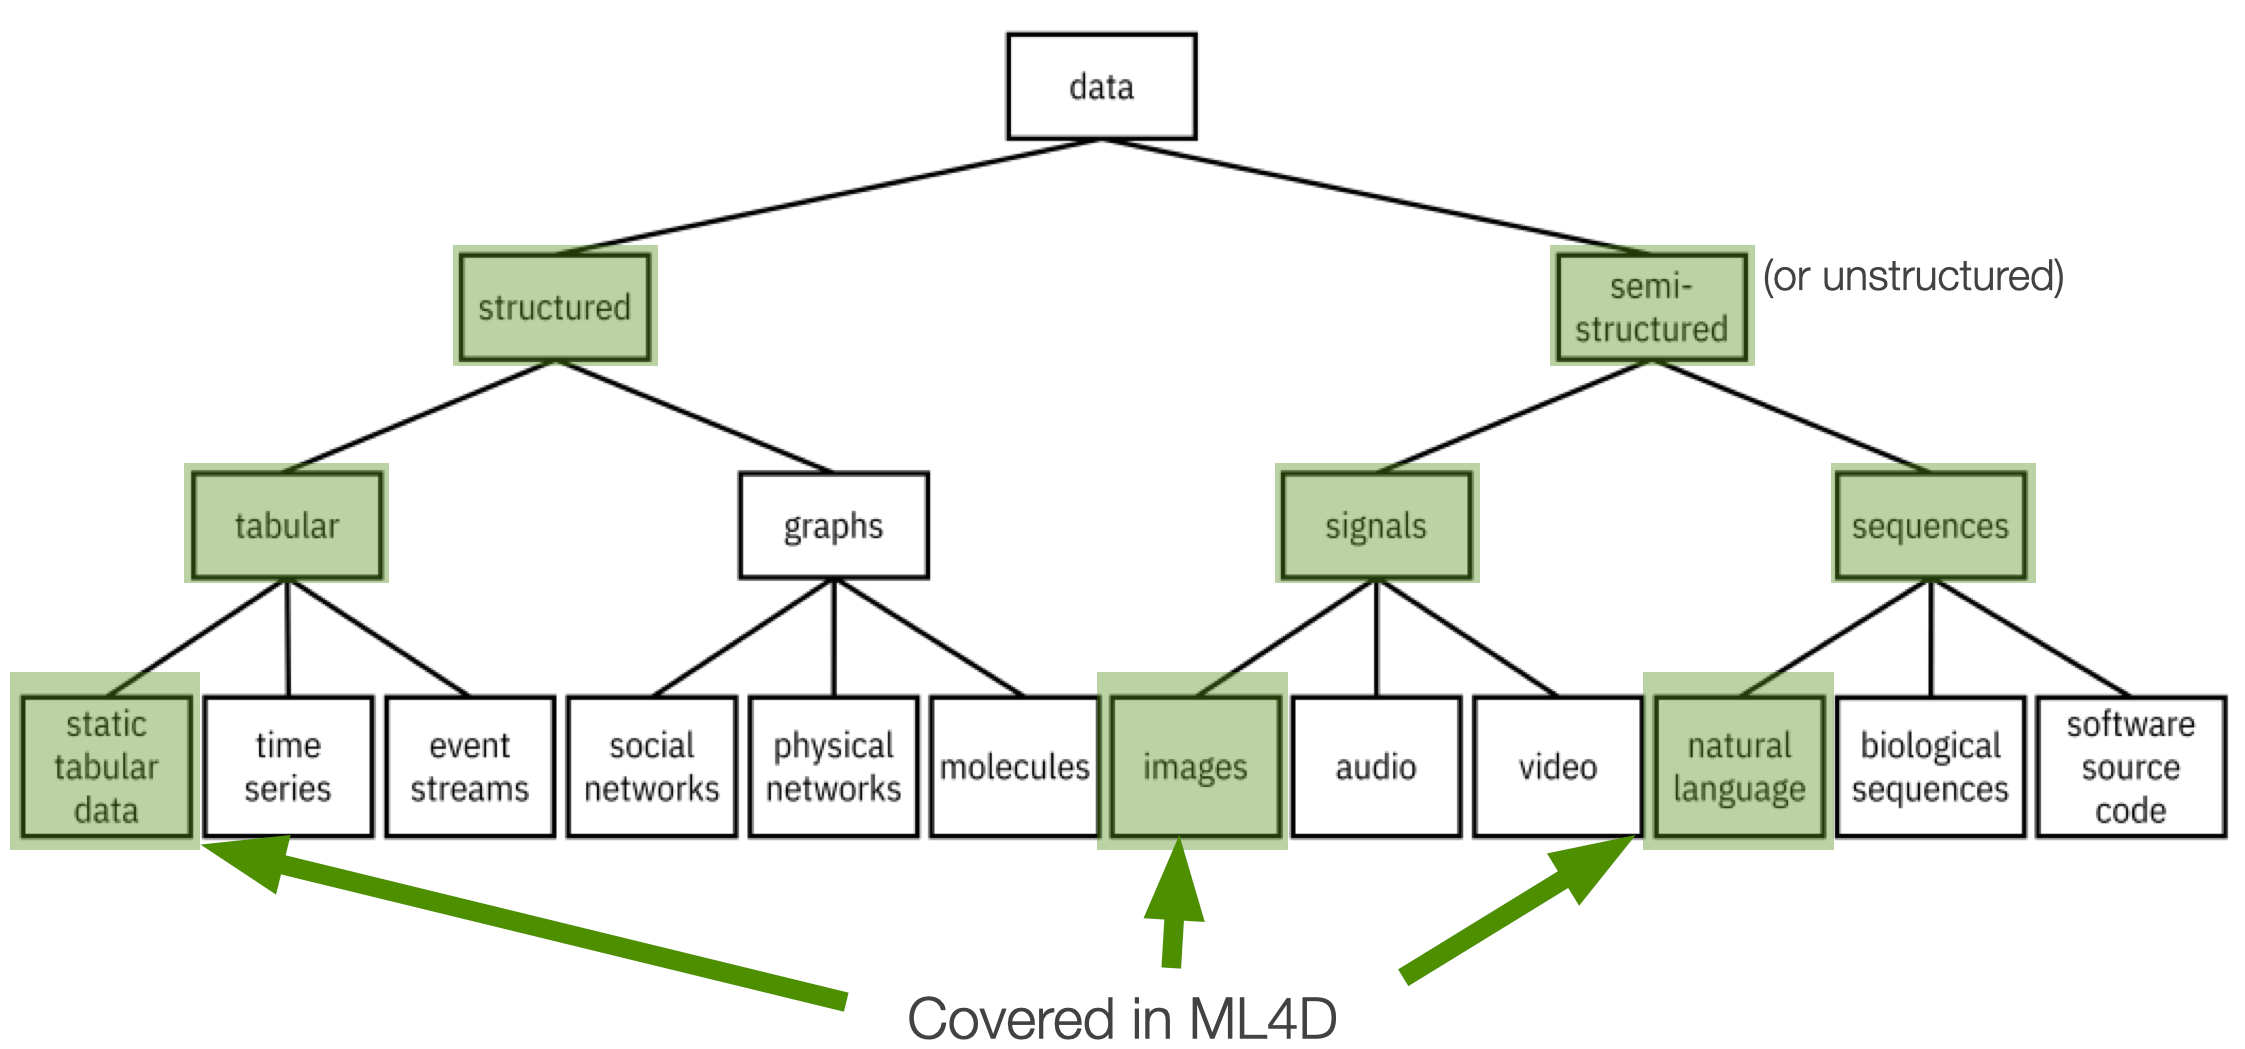 data
structured
semi-
structured
(or unstructured)
tabular
graphs
signals
sequences
static
tabular
data
time
series
event
streams
social
networks
physical
networks
molecules
images
audio
video
natural
language
biological
sequences
software
source
code
Covered in ML4D